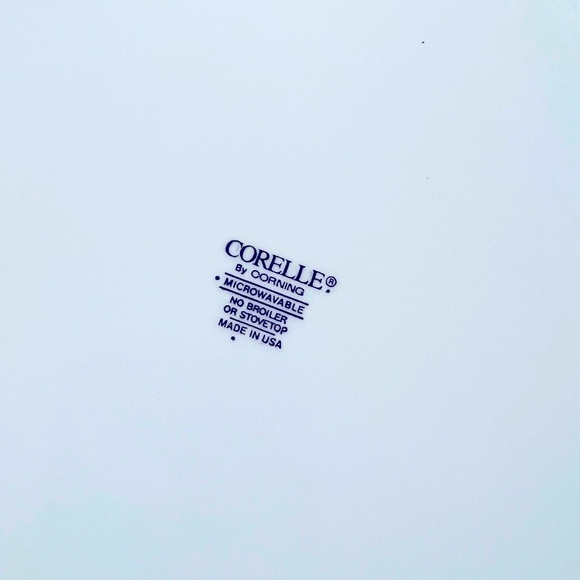 CORELLE®
By CORNING
MICROWAVABLE
NO BROILER
OR STOVETOP
MADE IN USA